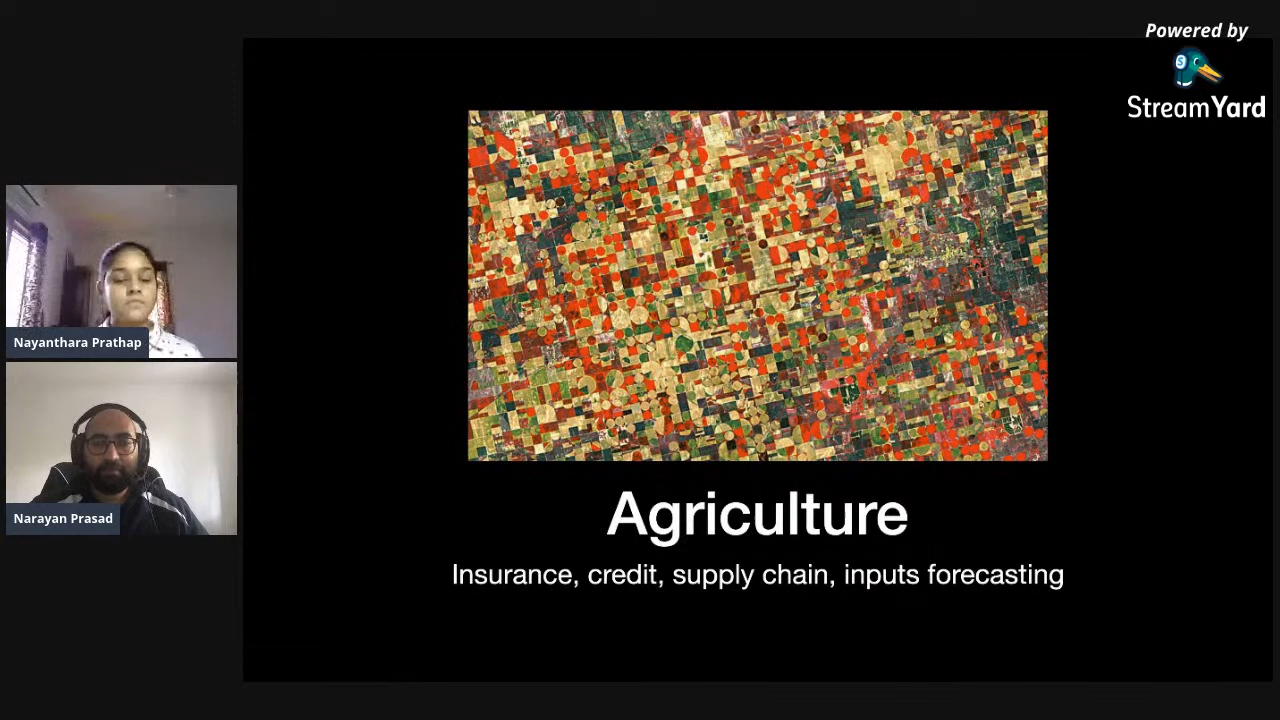 Powered by
StreamYard
Nayanthara Prathap
Narayan Prasad
Agriculture
Insurance, credit, supply chain, inputs forecasting